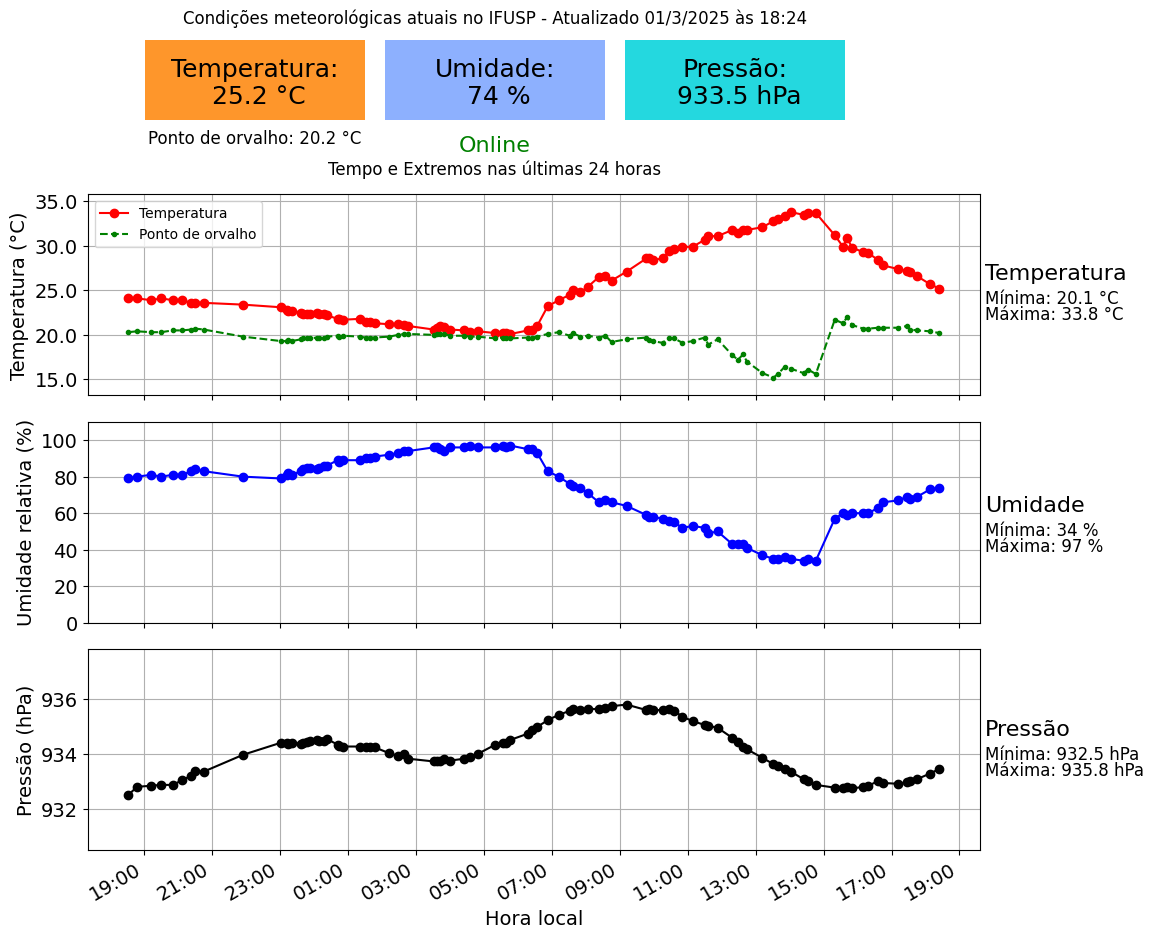 Condições meteorológicas atuais no IFUSP - Atualizado 01/3/2025 às 18:24
Temperatura:
25.2 °C
Umidade:
74 %
Pressão:
933.5 hPa
Ponto de orvalho: 20.2 °C
Online
Tempo e Extremos nas últimas 24 horas
Temperatura (°C)
35.0
30.0
25.0
20.0
15.0
Temperatura
Ponto de orvalho
Temperatura
Mínima: 20.1 °C
Máxima: 33.8 °C
Umidade relativa (%)
100
80
60
40
20
0
Umidade
Mínima: 34 %
Máxima: 97 %
Pressão (hPa)
936
934
932
Pressão
Mínima: 932.5 hPa
Máxima: 935.8 hPa
19:00
21:00
23:00
01:00
03:00
05:00
07:00
09:00
11:00
13:00
15:00
17:00
19:00
Hora local